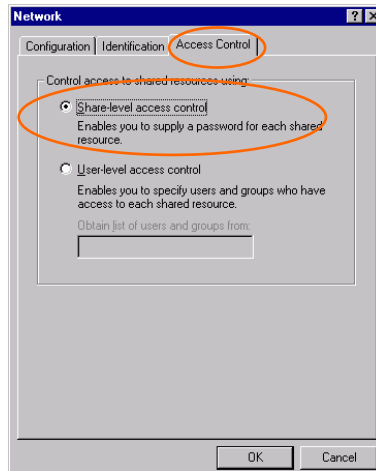 Network
Configuration Identification Access Control
Control access to shared resources using:
Share-level access control
Enables you to supply a password for each shared
resource.
User-level access control
Enables you to specify users and groups who have
access to each shared resource.
Obtain list of users and groups from:
OK Cancel